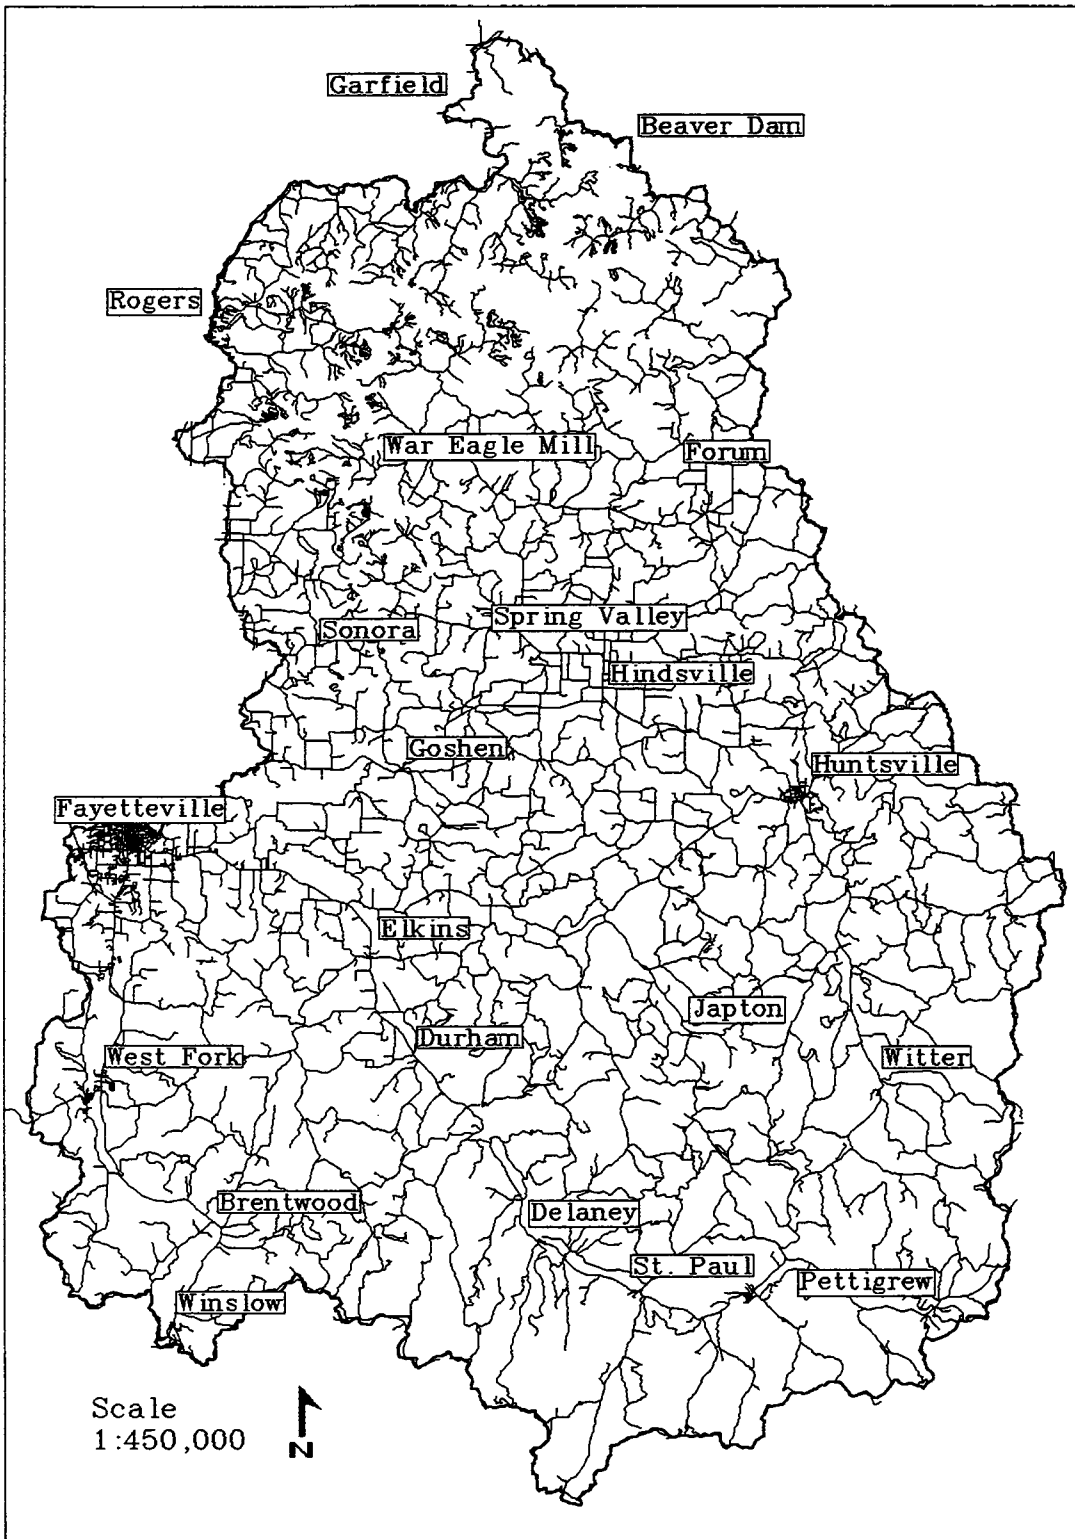 Garfield
Beaver Dam
Rogers
War Eagle Mill
Forum
Spring Valley
Sonora
Hindsville
Goshen
Huntsville
Fayetteville
Elkins
Japton
Durham
West Fork
Witter
Brentwood
Delaney
St. Paul
Pettigrew
Winslow
Scale
1:450,000
N